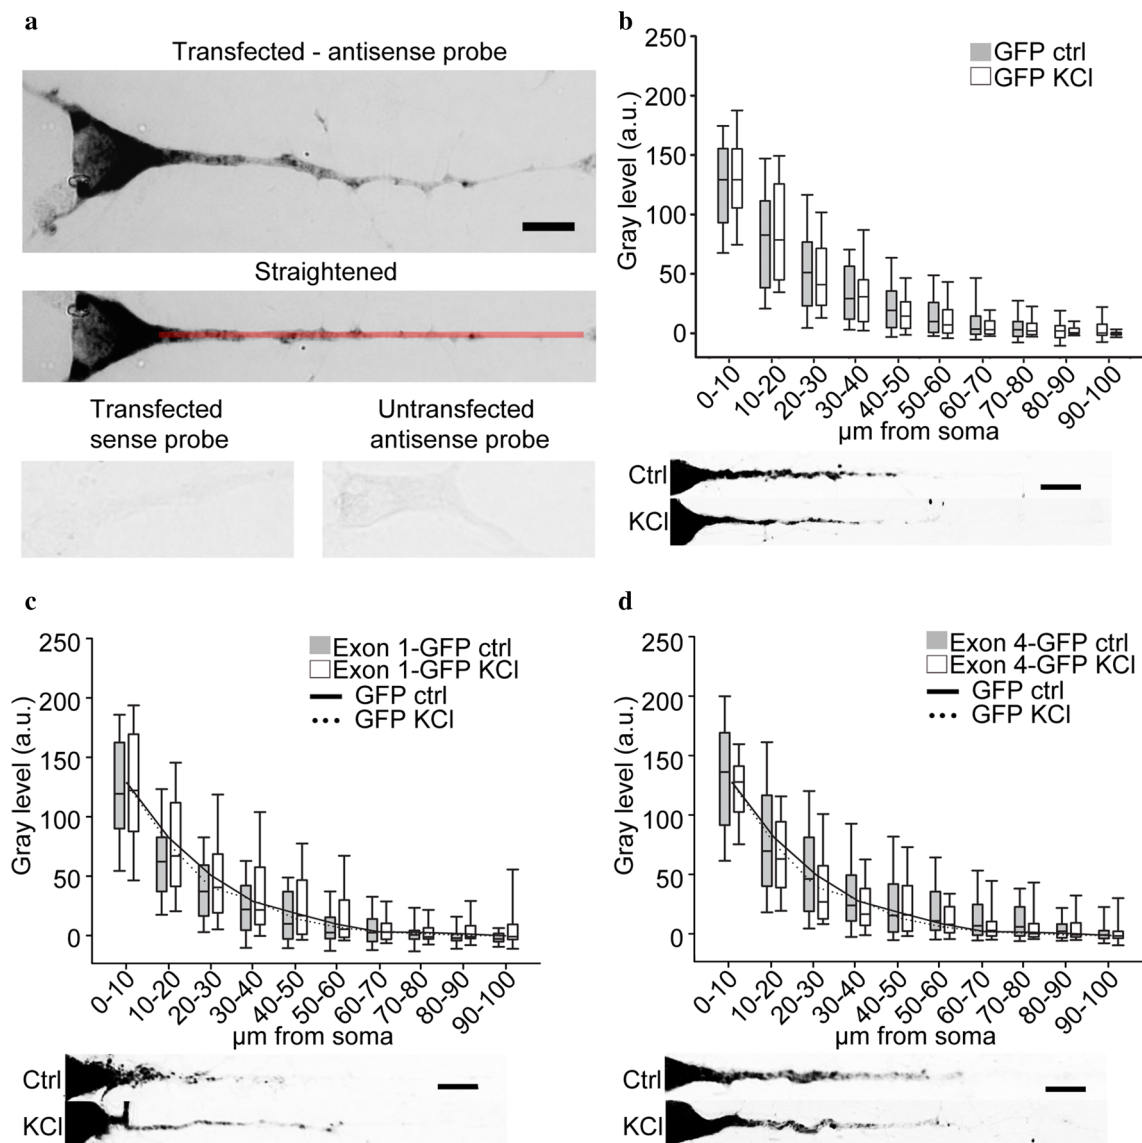 a
Transfected - antisense probe
Straightened
Transfected
sense probe
Untransfected
antisense probe
b
Gray level (a.u.)
250
200
150
100
50
0
GFP ctrl
GFP KCl
0-10
10-20
20-30
30-40
40-50
50-60
60-70
70-80
80-90
90-100
µm from soma
Ctrl
KCl
c
Gray level (a.u.)
250
200
150
100
50
0
Exon 1-GFP ctrl
Exon 1-GFP KCl
GFP ctrl
GFP KCl
0-10
10-20
20-30
30-40
40-50
50-60
60-70
70-80
80-90
90-100
µm from soma
Ctrl
KCl
d
Gray level (a.u.)
250
200
150
100
50
0
Exon 4-GFP ctrl
Exon 4-GFP KCl
GFP ctrl
GFP KCl
0-10
10-20
20-30
30-40
40-50
50-60
60-70
70-80
80-90
90-100
µm from soma
Ctrl
KCl